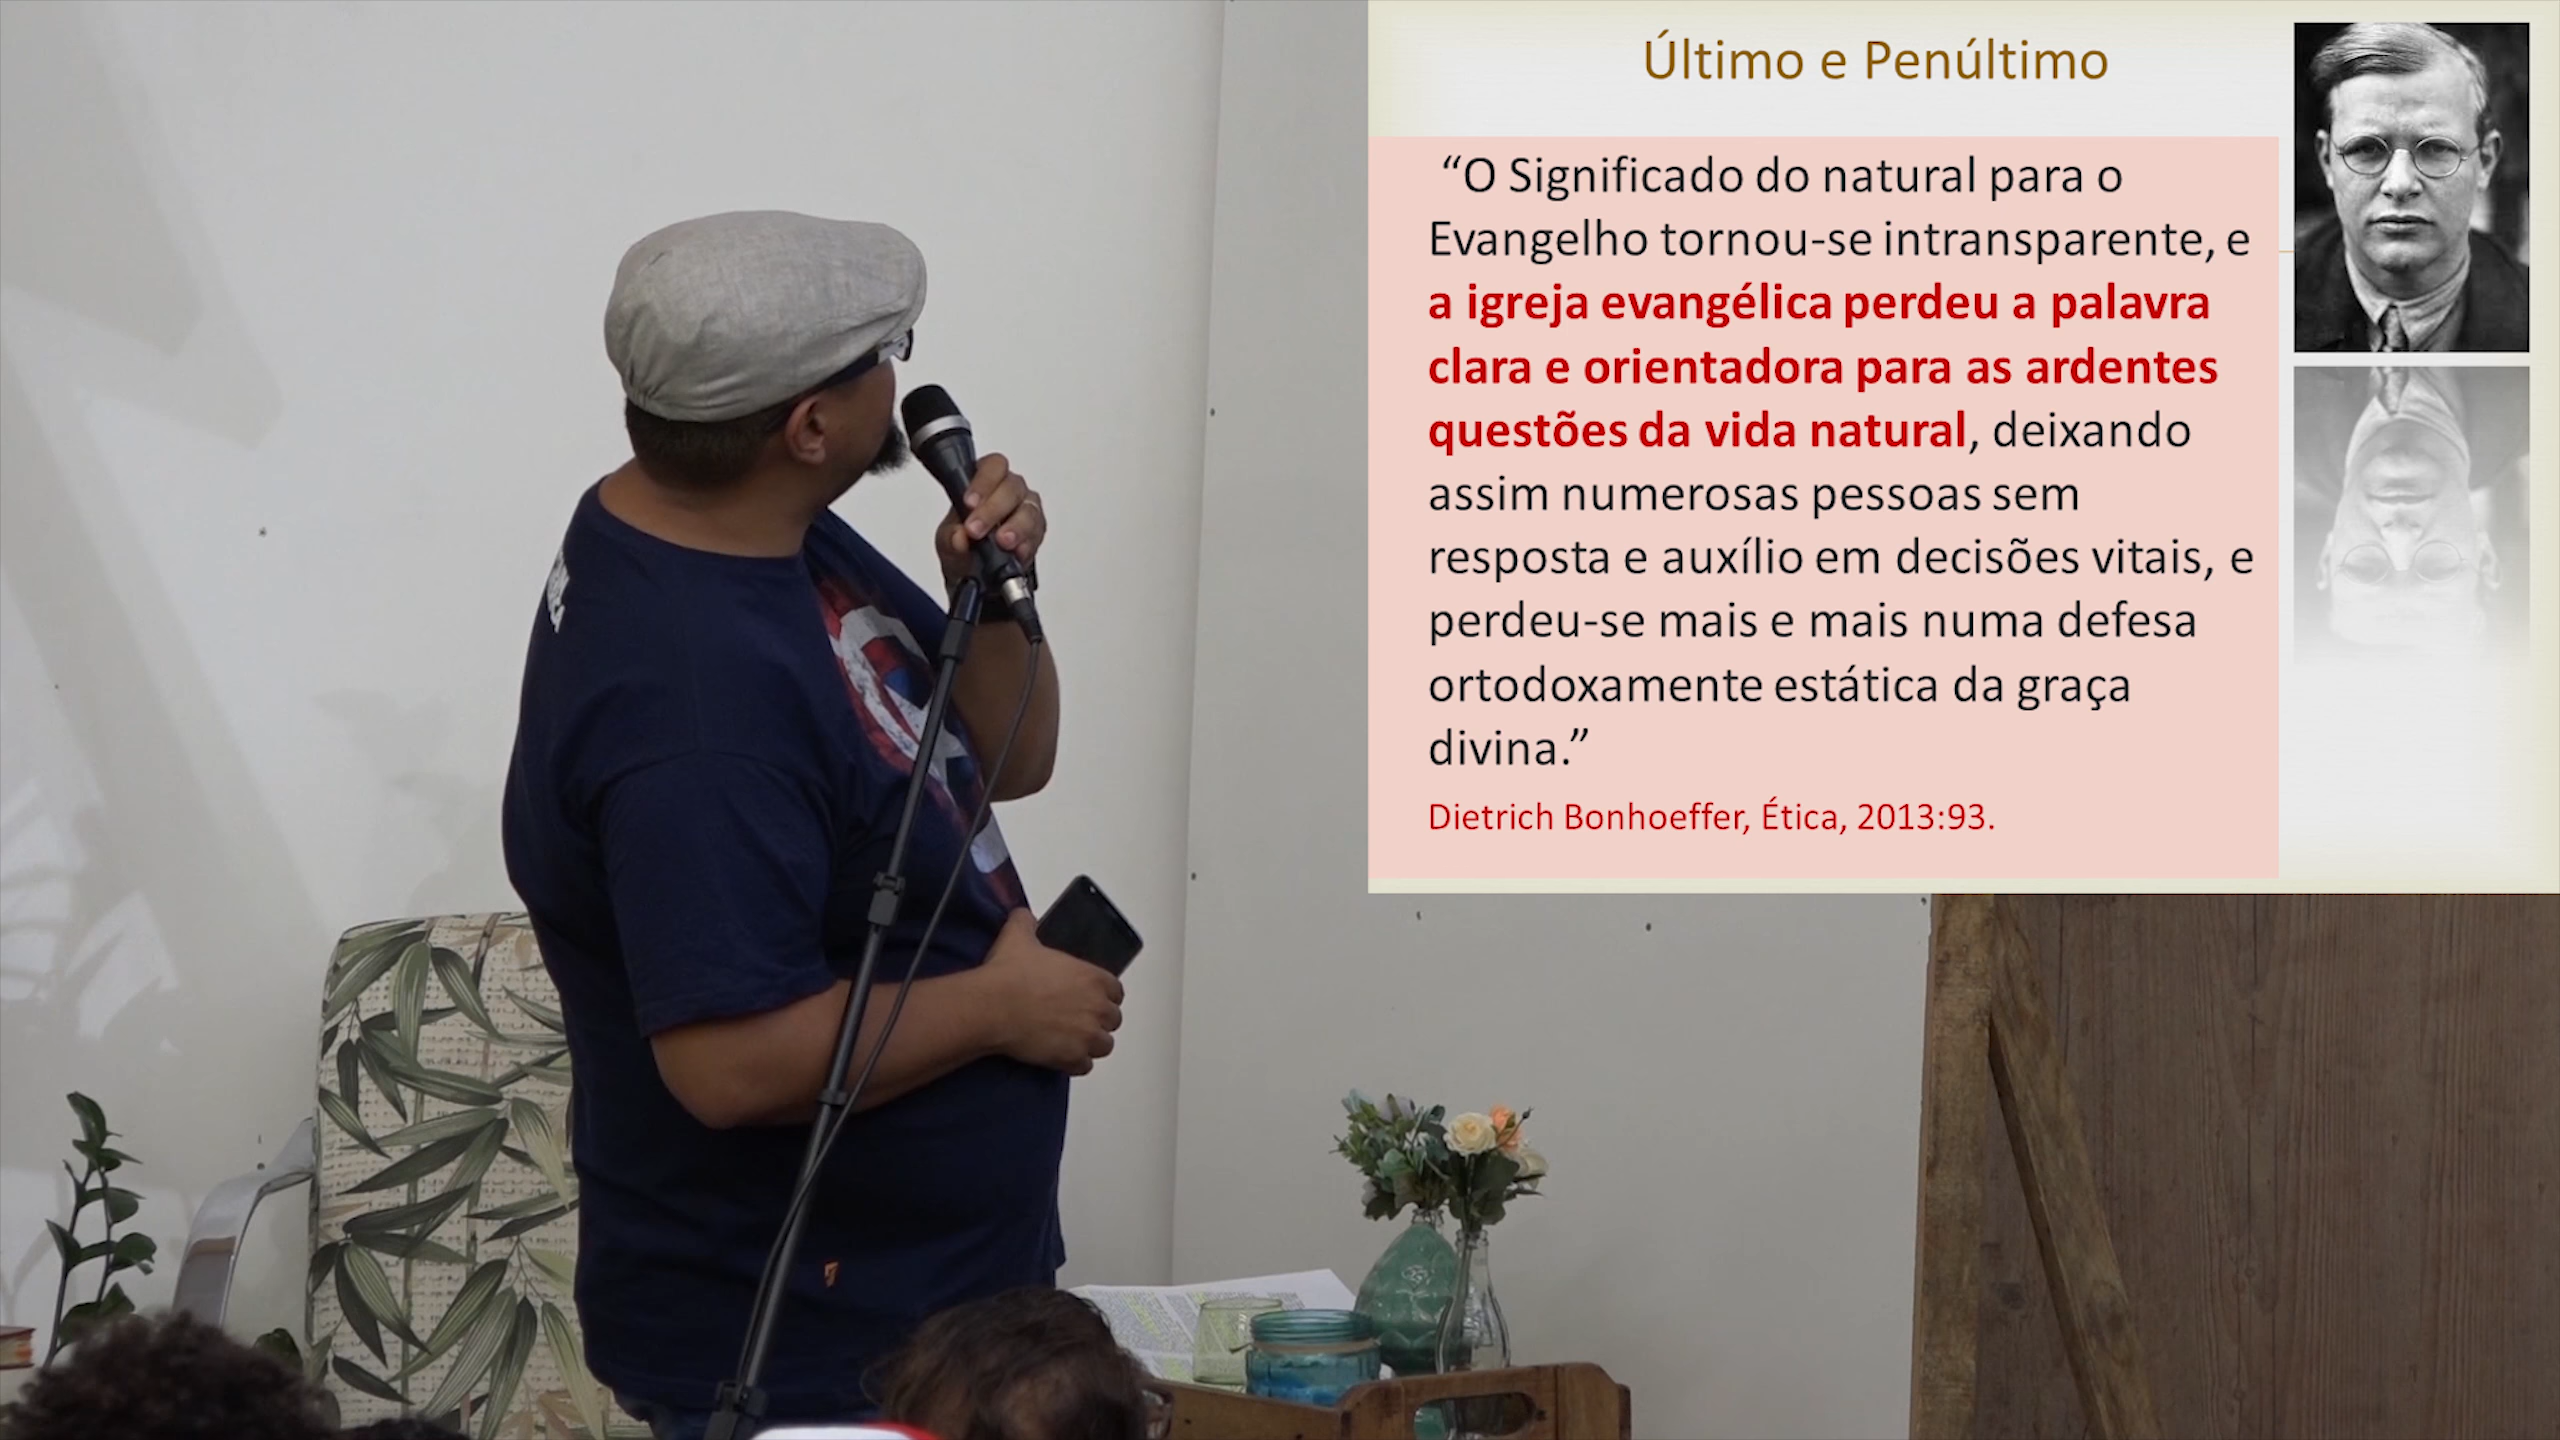 Último e Penúltimo
“O Significado do natural para o
Evangelho tornou-se intransparente, e
a igreja evangélica perdeu a palavra
clara e orientadora para as ardentes
questões da vida natural, deixando
assim numerosas pessoas sem
resposta e auxílio em decisões vitais, e
perdeu-se mais e mais numa defesa
ortodoxamente estática da graça
divina.”
Dietrich Bonhoeffer, Ética, 2013:93.